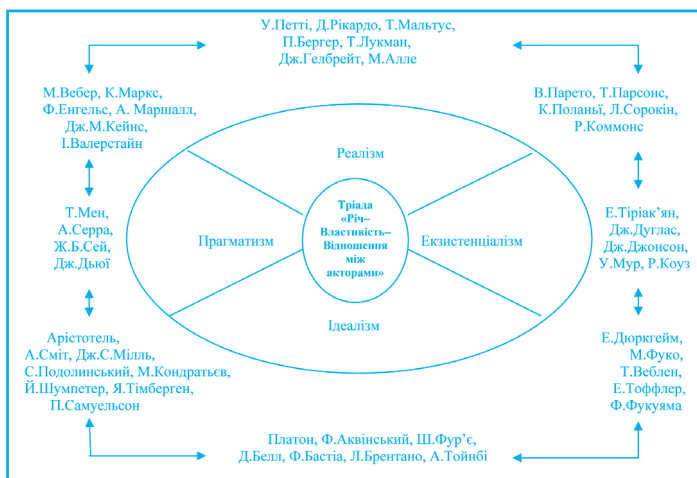 У.Петті, Д.Рікардо, Т.Мальтус,
П.Бергер, Т.Лукман,
Дж.Гелбрейт, М.Алле
М.Вебер, К.Маркс,
Ф.Енгельс, А. Маршалл,
Дж.М.Кейнс,
І.Валерстайн
В.Парето, Т.Парсонс,
К.Поланьї, Л.Сорокін,
Р.Коммонс
Реалізм
Т.Мен,
А.Серра,
Ж.Б.Сей,
Дж.Дьюї
Прагматизм
Тріада
«Річ–
Властивість–
Відношення
між
акторами»
Екзистенціалізм
Е.Тіріак’ян,
Дж.Дуглас,
Дж.Джонсон,
У.Мур, Р.Коуз
Ідеалізм
Арістотель,
А.Сміт, Дж.С.Мілль,
С.Подолинський, М.Кондратьєв,
Й.Шумпетер, Я.Тімберген,
П.Самуельсон
Е.Дюркгейм,
М.Фуко,
Т.Веблен,
Е.Тоффлер,
Ф.Фукуяма
Платон, Ф.Аквінський, Ш.Фур’є,
Д.Белл, Ф.Бастіа, Л.Брентано, А.Тойнбі